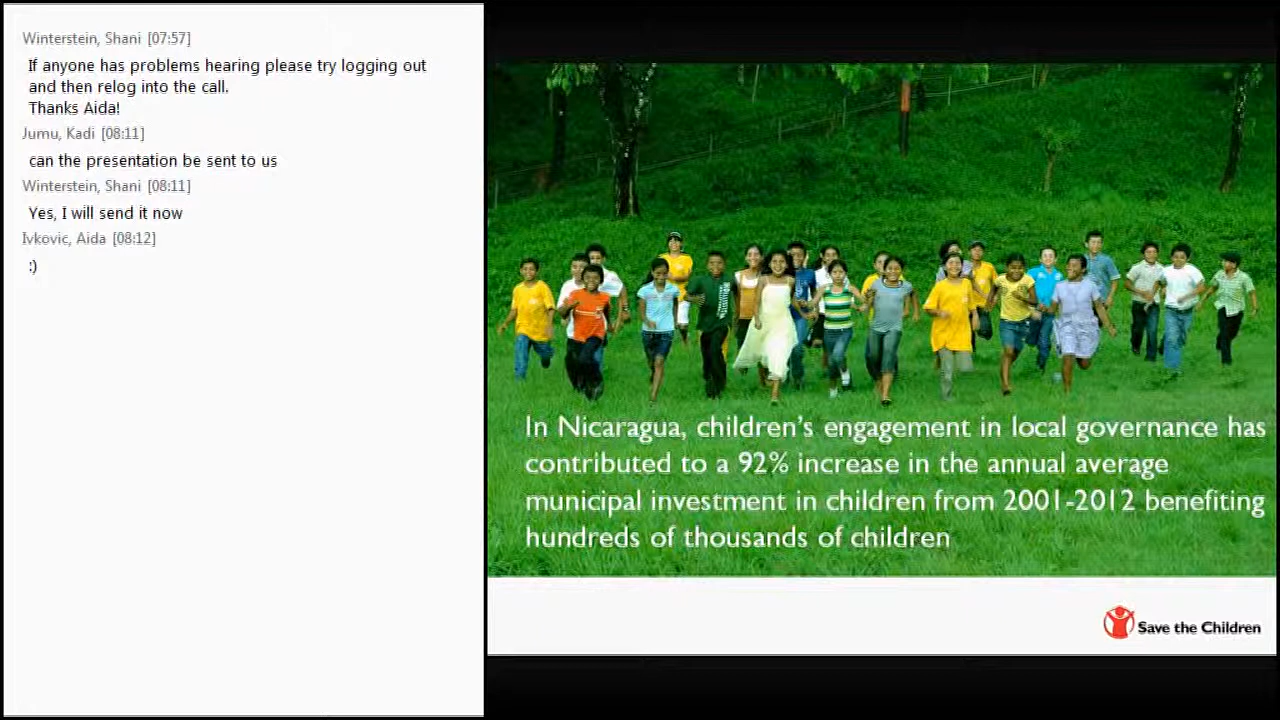 Winterstein, Shani [07:57]
If anyone has problems hearing please try logging out
and then relog into the call.
Thanks Aida!
Jumu, Kadi [08:11]
can the presentation be sent to us
Winterstein, Shani [08:11]
Yes, I will send it now
Ivkovic, Aida [08:12]
:)
In Nicaragua, children's engagement in local governance has
contributed to a 92% increase in the annual average
municipal investment in children from 2001-2012 benefiting
hundreds of thousands of children
Save the Children